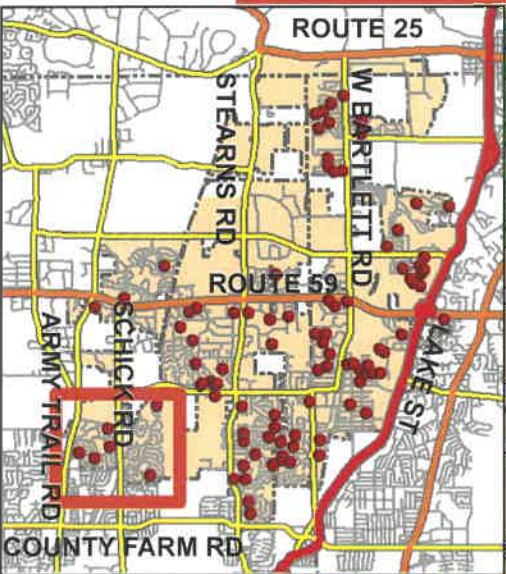 ROUTE 25
STEARNS RD
W BARTLETT RD
ROUTE 59
LAKE ST
SCHICK RD
ARMY TRAIL RD
COUNTY FARM RD